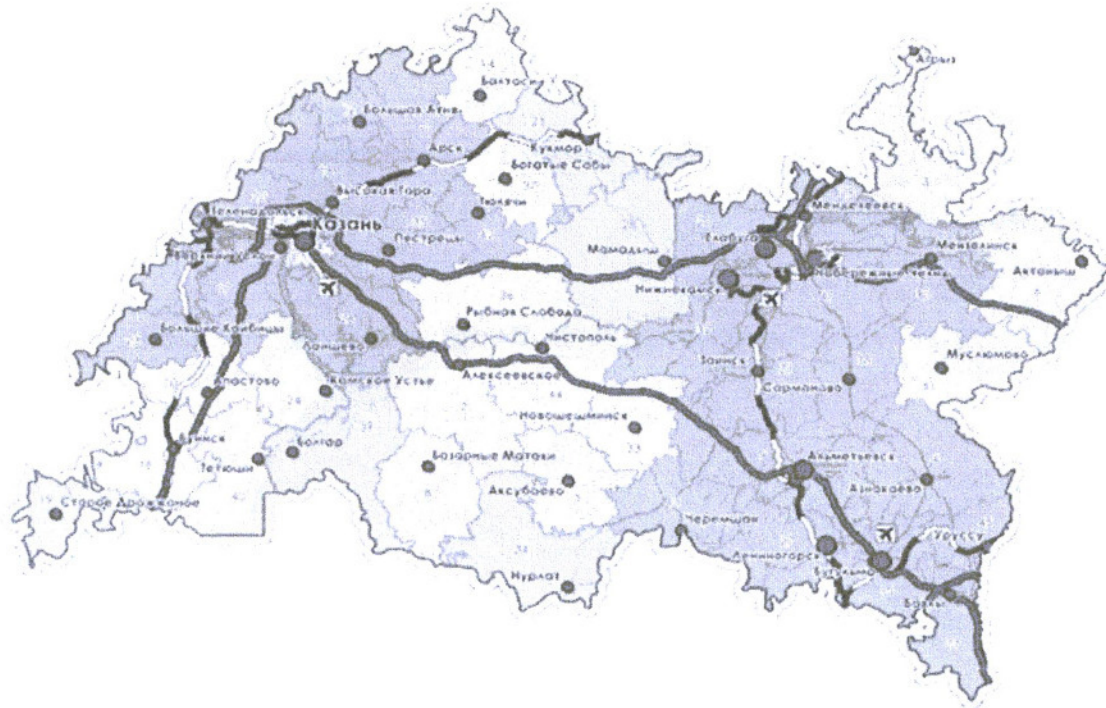 Агрыз
Балтаси
Большая Атня
Кукмор
Арск
Богатые Сабы
Высокая Гора
Тюлячи
Менделеевск
Зеленодольск
Казань
Елабуга
Пестрецы
Мамадыш
Мензелинск
Актаныш
Набережные Челны
Нижнекамск
Рыбная Слобода
Большие Кайбицы
Лаишево
Чистополь
Муслюмово
Заинск
Алексеевское
Сарманово
Апастово
Камское Устье
Новошешминск
Буинск
Болгар
Тетюши
Базарные Матаки
Альметьевск
Аксубаево
Азнакаево
Старое Дрожжаное
Черемшан
Уруссу
Лениногорск
Бугульма
Нурлат
Бавлы